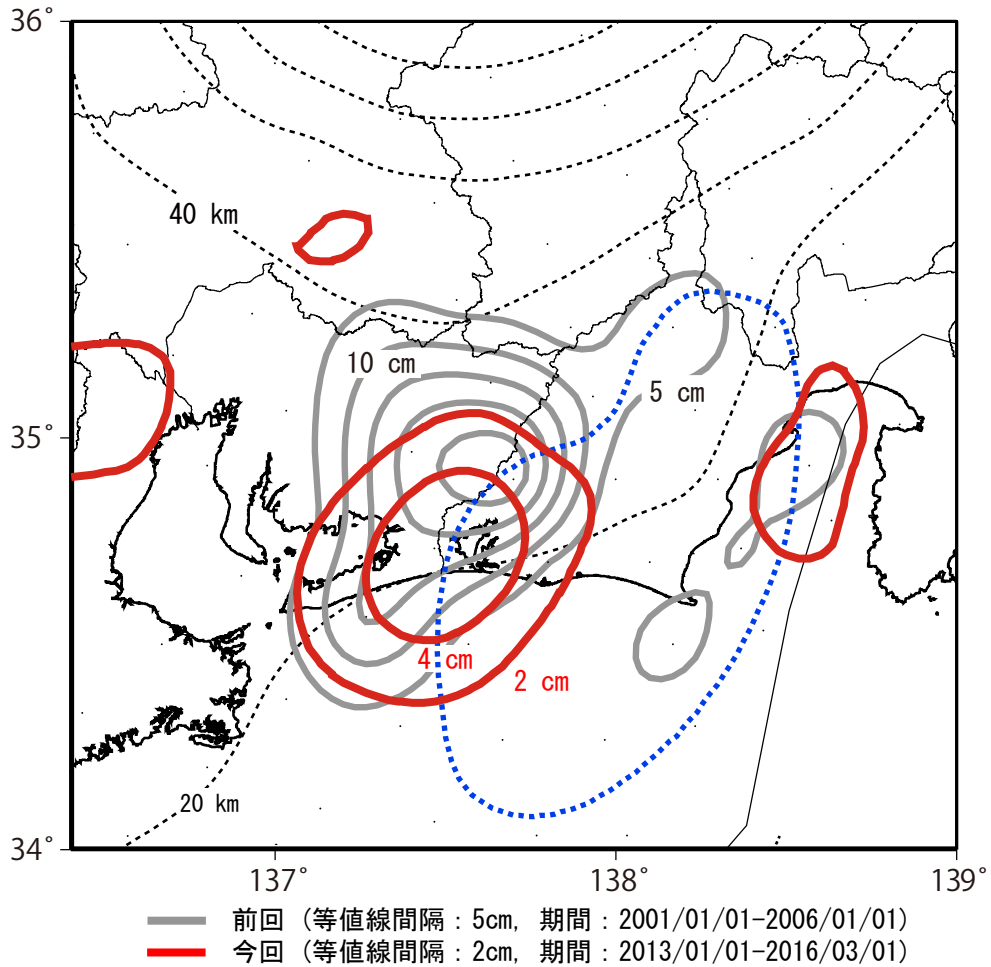 36°
40 km
10 cm
5 cm
35°
4 cm
2 cm
20 km
34°
137°
138°
139°
前回 (等値線間隔：5cm, 期間：2001/01/01-2006/01/01)
今回 (等値線間隔：2cm, 期間：2013/01/01-2016/03/01)